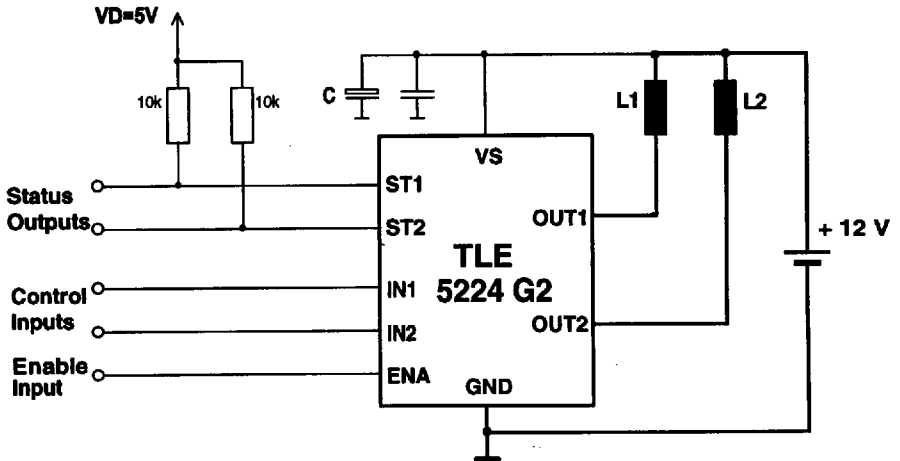 VD=5V
10k
10k
C
L1
L2
VS
Status
Outputs
ST1
ST2
OUT1
+ 12 V
TLE
5224 G2
Control
Inputs
IN1
IN2
OUT2
Enable
Input
ENA
GND